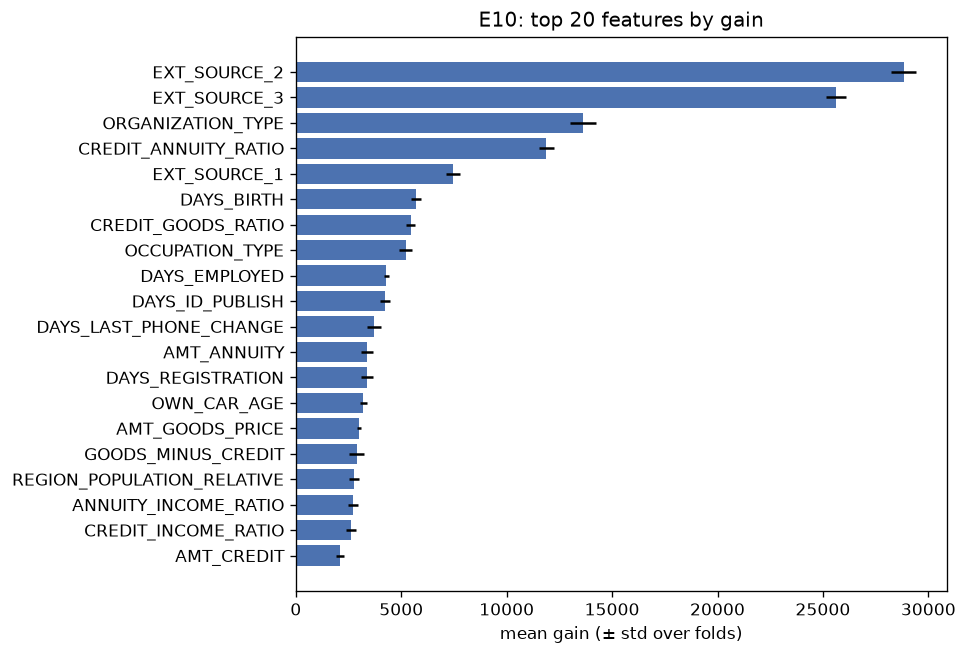 E10: top 20 features by gain
EXT_SOURCE_2
EXT_SOURCE_3
ORGANIZATION_TYPE
CREDIT_ANNUITY_RATIO
EXT_SOURCE_1
DAYS_BIRTH
CREDIT_GOODS_RATIO
OCCUPATION_TYPE
DAYS_EMPLOYED
DAYS_ID_PUBLISH
DAYS_LAST_PHONE_CHANGE
AMT_ANNUITY
DAYS_REGISTRATION
OWN_CAR_AGE
AMT_GOODS_PRICE
GOODS_MINUS_CREDIT
REGION_POPULATION_RELATIVE
ANNUITY_INCOME_RATIO
CREDIT_INCOME_RATIO
AMT_CREDIT
0 5000 10000 15000 20000 25000 30000
mean gain (± std over folds)